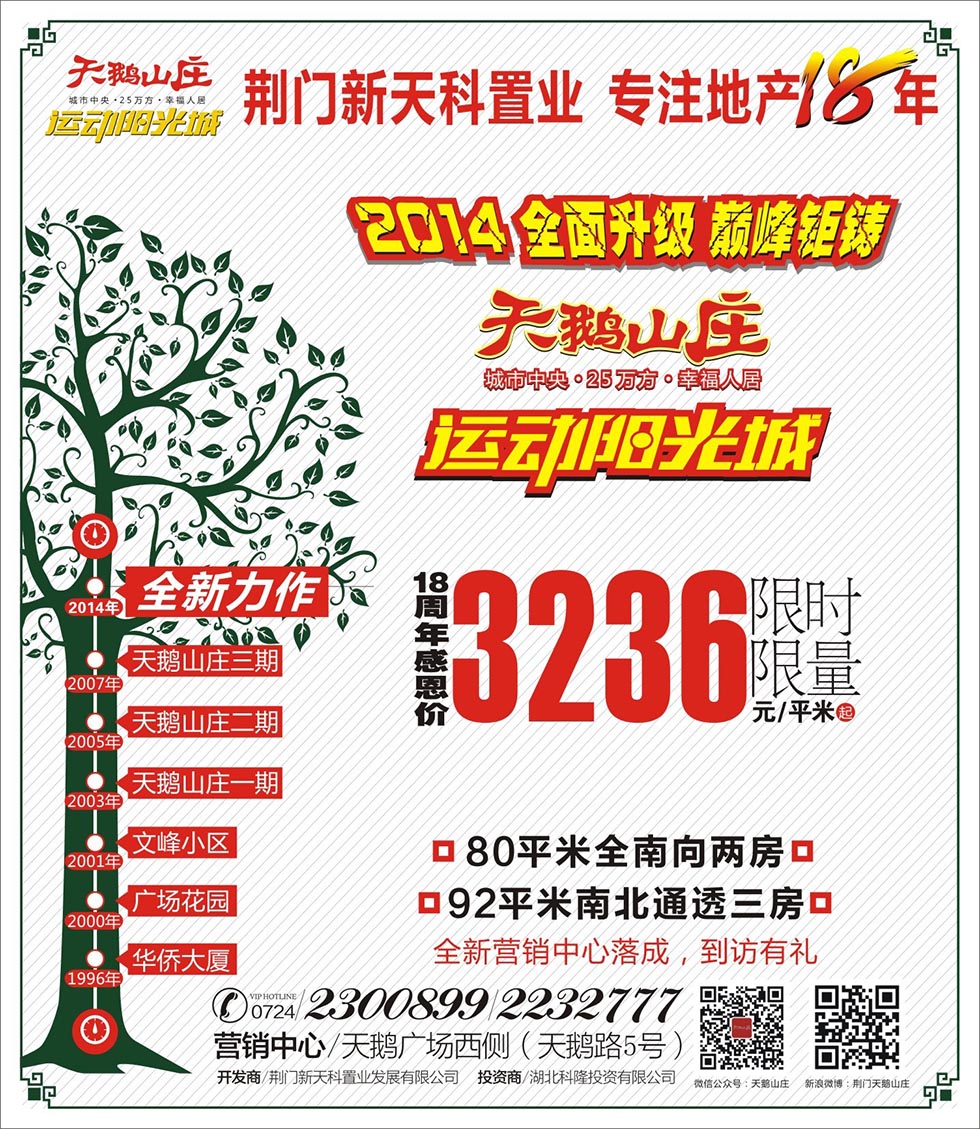 天鹅山庄
城市中央·25万方·幸福人居
运动阳光城
荆门新天科置业 专注地产18年
2014 全面升级 巅峰钜铸
天鹅山庄
城市中央·25万方·幸福人居
运动阳光城
18周年感恩价
3236
限时
限量
元/平米起
2014年 全新力作
2007年 天鹅山庄三期
2005年 天鹅山庄二期
2003年 天鹅山庄一期
2001年 文峰小区
2000年 广场花园
1996年 华侨大厦
80平米全南向两房
92平米南北通透三房
全新营销中心落成，到访有礼
VIP HOTLINE
0724/2300899/2232777
营销中心/天鹅广场西侧（天鹅路5号）
开发商/荆门新天科置业发展有限公司 投资商/湖北科隆投资有限公司
微信公众号：天鹅山庄
新浪微博：荆门天鹅山庄